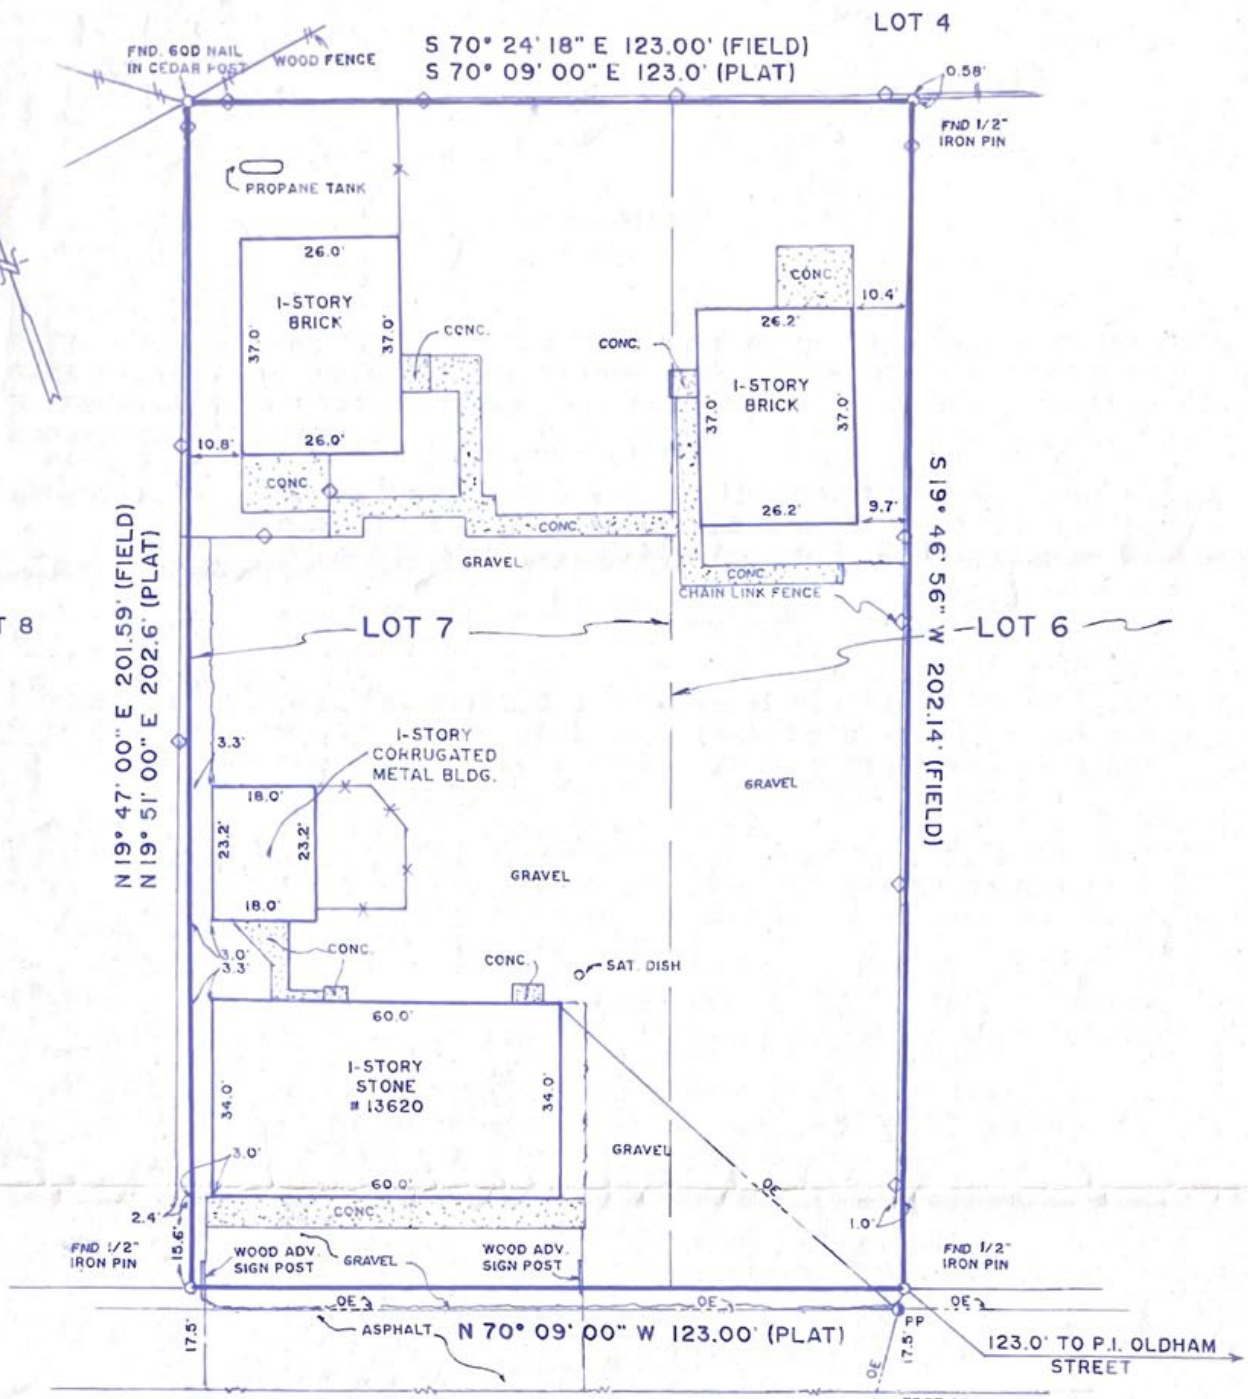 LOT 4
FND. 60D NAIL
IN CEDAR POST
WOOD FENCE
S 70° 24' 18" E 123.00' (FIELD)
S 70° 09' 00" E 123.0' (PLAT)
0.58'
FND 1/2"
IRON PIN
PROPANE TANK
26.0'
1-STORY
BRICK
37.0'
37.0'
26.0'
10.8'
CONC.
CONC.
CONC.
CONC.
CONC.
10.4'
26.2'
1-STORY
BRICK
37.0'
37.0'
26.2'
9.7'
CONC.
CHAIN LINK FENCE
GRAVEL
LOT 7
LOT 6
T 8
N 19° 47' 00" E 201.59' (FIELD)
N 19° 51' 00" E 202.6' (PLAT)
S 19° 46' 56" W 202.14' (FIELD)
3.3'
1-STORY
CORRUGATED
METAL BLDG.
18.0'
23.2'
23.2'
18.0'
GRAVEL
GRAVEL
3.0'
3.3'
CONC.
CONC.
SAT. DISH
60.0'
1-STORY
STONE
# 13620
34.0'
34.0'
60.0'
3.0'
2.4'
15.6'
CONC.
GRAVEL
OE
1.0'
FND 1/2"
IRON PIN
WOOD ADV.
SIGN POST
GRAVEL
WOOD ADV.
SIGN POST
FND 1/2"
IRON PIN
OE
OE
OE
PP
17.5'
ASPHALT
N 70° 09' 00" W 123.00' (PLAT)
17.5'
OE
123.0' TO P.I. OLDHAM
STREET